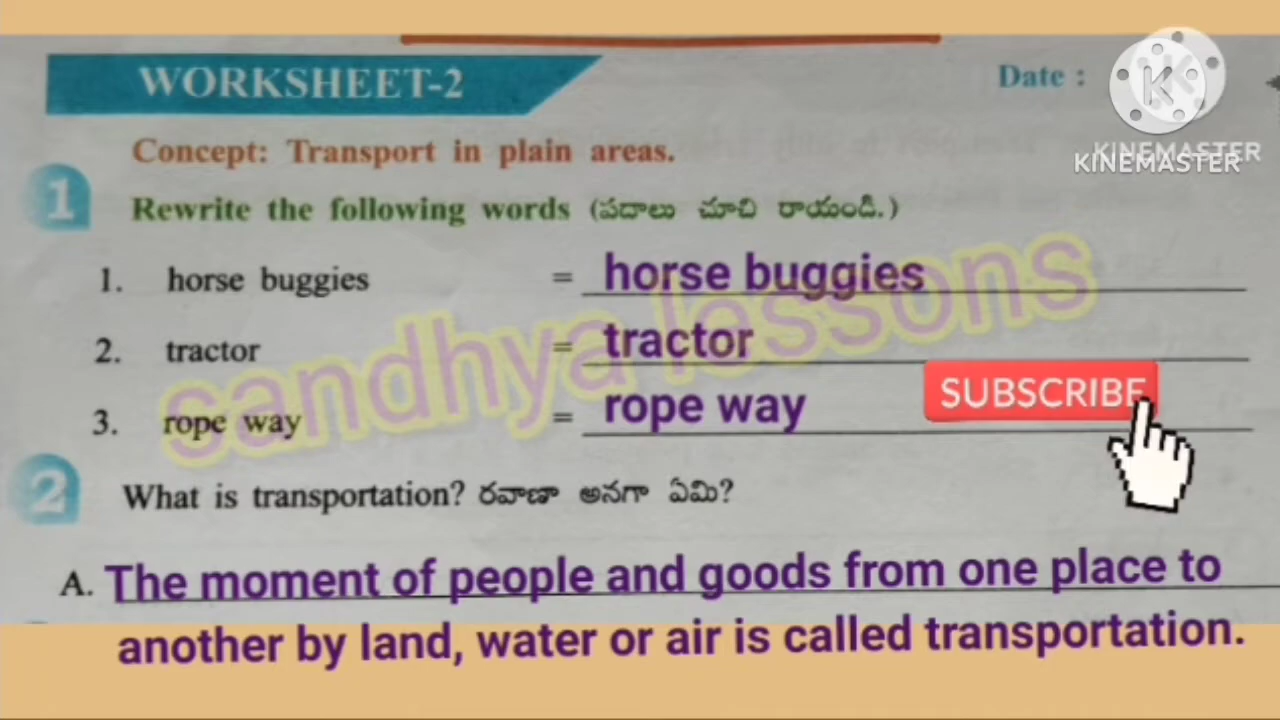 WORKSHEET-2
Date :
KINEMASTER
KINEMASTER
Concept: Transport in plain areas.
1
Rewrite the following words (పదాలు చూచి రాయండి.)
1. horse buggies = horse buggies
2. tractor = tractor
3. rope way = rope way
sandhya lessons
SUBSCRIBE
2
What is transportation? రవాణా అనగా ఏమి?
A. The moment of people and goods from one place to
another by land, water or air is called transportation.